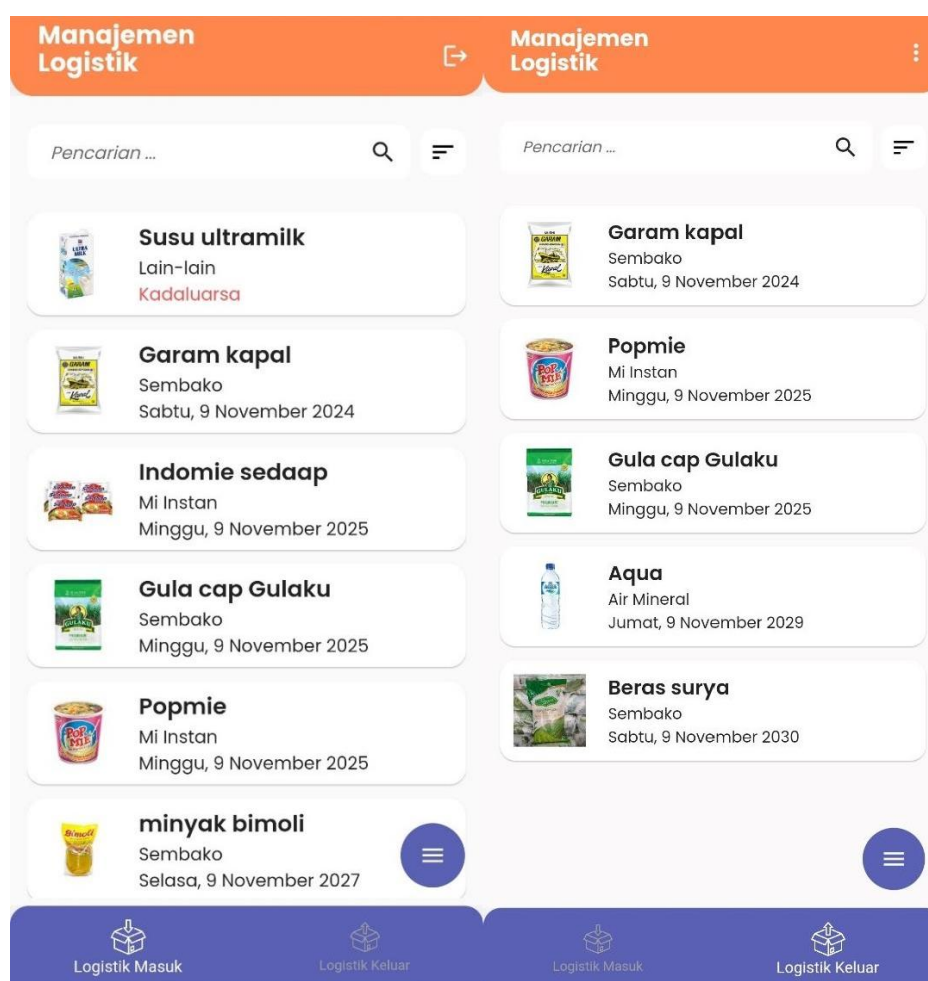 Manajemen
Logistik
Pencarian ...
Susu ultramilk
Lain-lain
Kadaluarsa
Garam kapal
Sembako
Sabtu, 9 November 2024
Indomie sedaap
Mi Instan
Minggu, 9 November 2025
Gula cap Gulaku
Sembako
Minggu, 9 November 2025
Popmie
Mi Instan
Minggu, 9 November 2025
minyak bimoli
Sembako
Selasa, 9 November 2027
Logistik Masuk
Logistik Keluar
Manajemen
Logistik
Pencarian ...
Garam kapal
Sembako
Sabtu, 9 November 2024
Popmie
Mi Instan
Minggu, 9 November 2025
Gula cap Gulaku
Sembako
Minggu, 9 November 2025
Aqua
Air Mineral
Jumat, 9 November 2029
Beras surya
Sembako
Sabtu, 9 November 2030
Logistik Masuk
Logistik Keluar